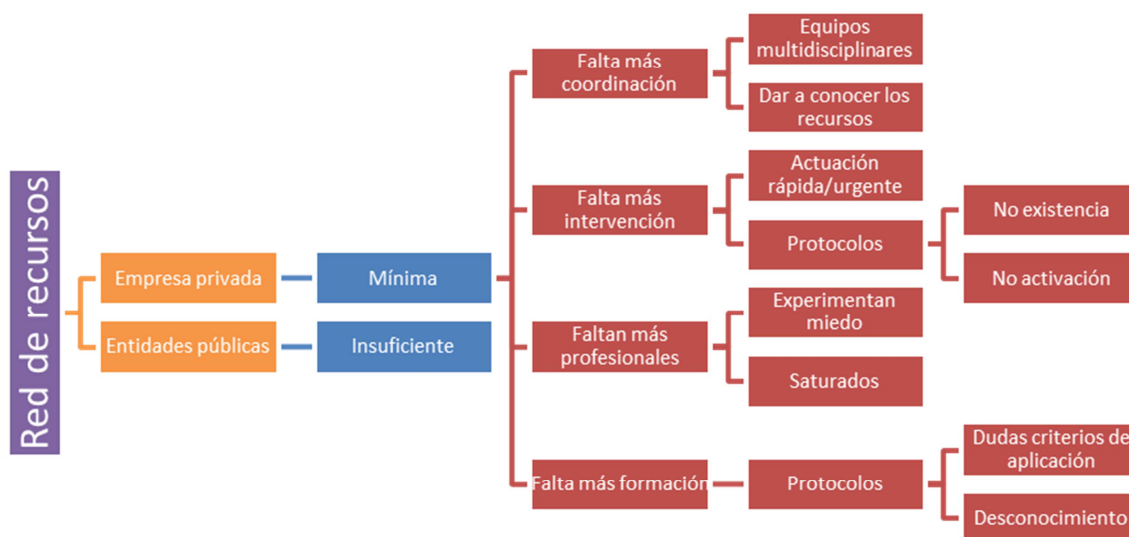 Red de recursos
Empresa privada
Entidades públicas
Mínima
Insuficiente
Falta más
coordinación
Equipos
multidisciplinares
Dar a conocer los
recursos
Falta más
intervención
Actuación
rápida/urgente
Protocolos
No existencia
No activación
Faltan más
profesionales
Experimentan
miedo
Saturados
Falta más formación
Protocolos
Dudas criterios de
aplicación
Desconocimiento